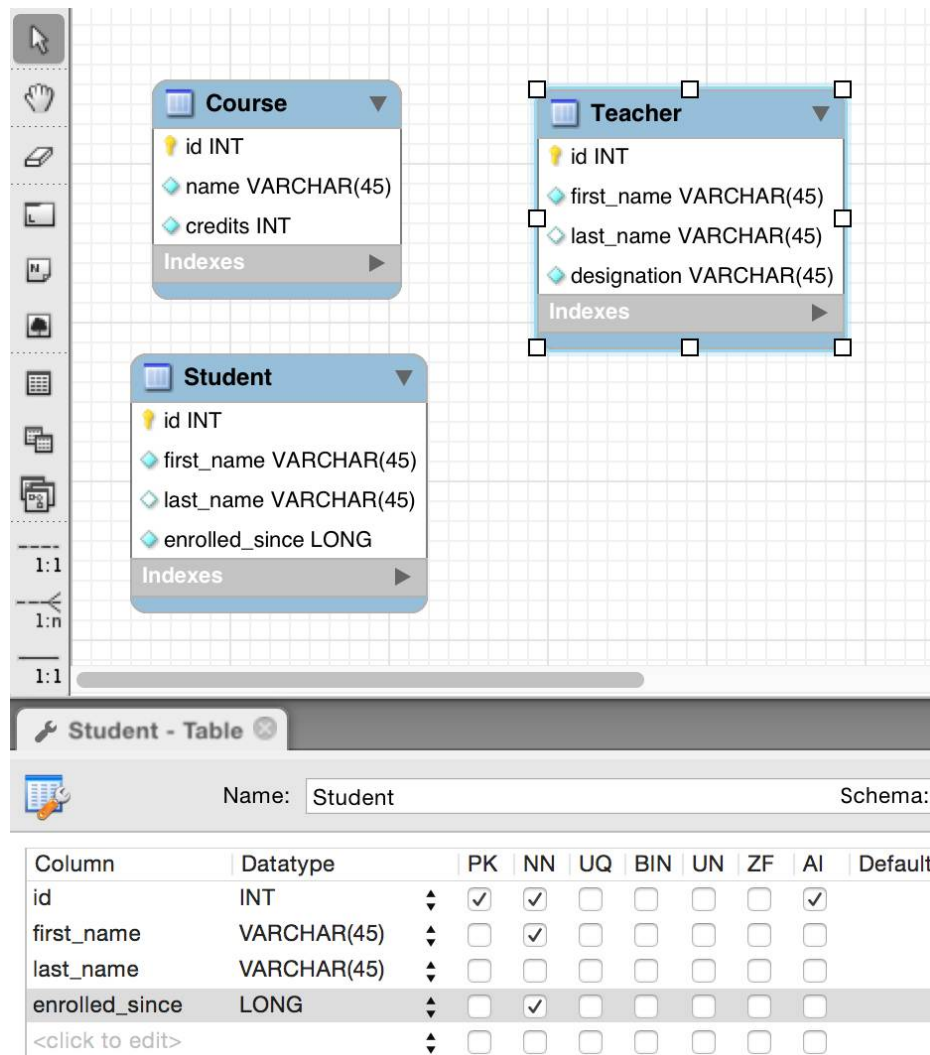 Course
id INT
name VARCHAR(45)
credits INT
Indexes
Teacher
id INT
first_name VARCHAR(45)
last_name VARCHAR(45)
designation VARCHAR(45)
Indexes
Student
id INT
first_name VARCHAR(45)
last_name VARCHAR(45)
enrolled_since LONG
Indexes
1:1
1:n
1:1
Student - Table
Name: Student Schema:
Column Datatype PK NN UQ BIN UN ZF AI Default
id INT
first_name VARCHAR(45)
last_name VARCHAR(45)
enrolled_since LONG
<click to edit>